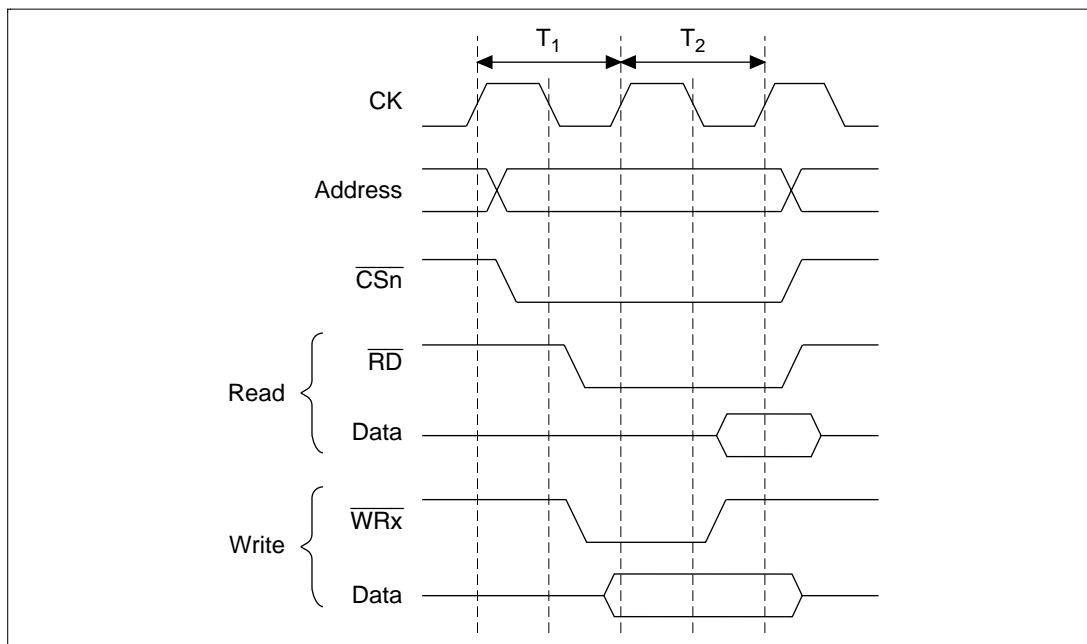 T1 T2
CK
Address
CSn
RD
Read
Data
WRx
Write
Data